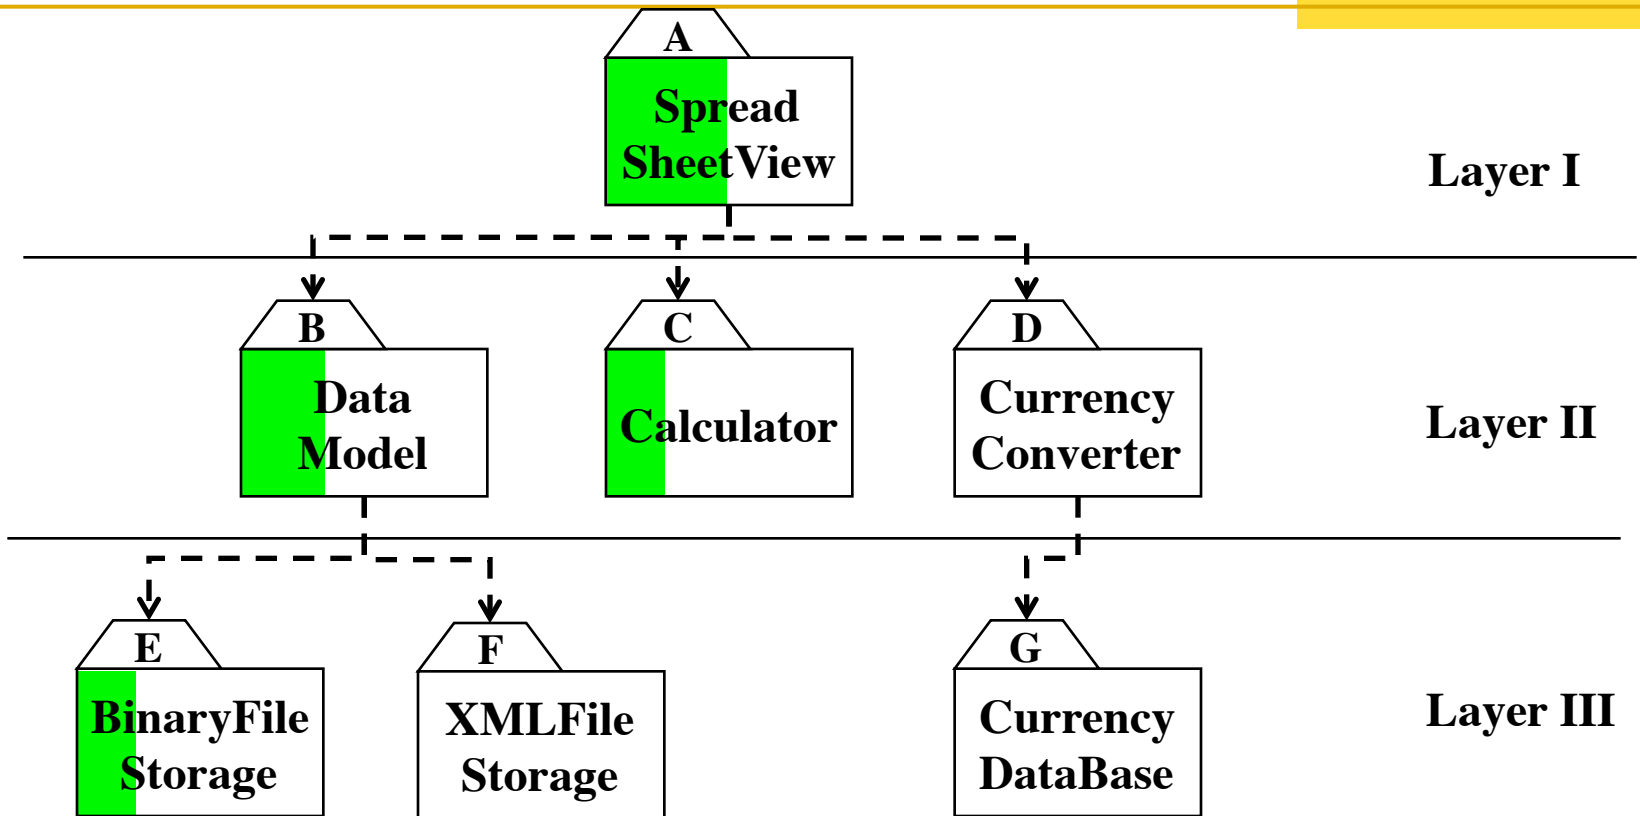 A
Spread
SheetView
Layer I
B
C
D
Data
Model
Calculator
Currency
Converter
Layer II
E
F
G
BinaryFile
Storage
XMLFile
Storage
Currency
DataBase
Layer III